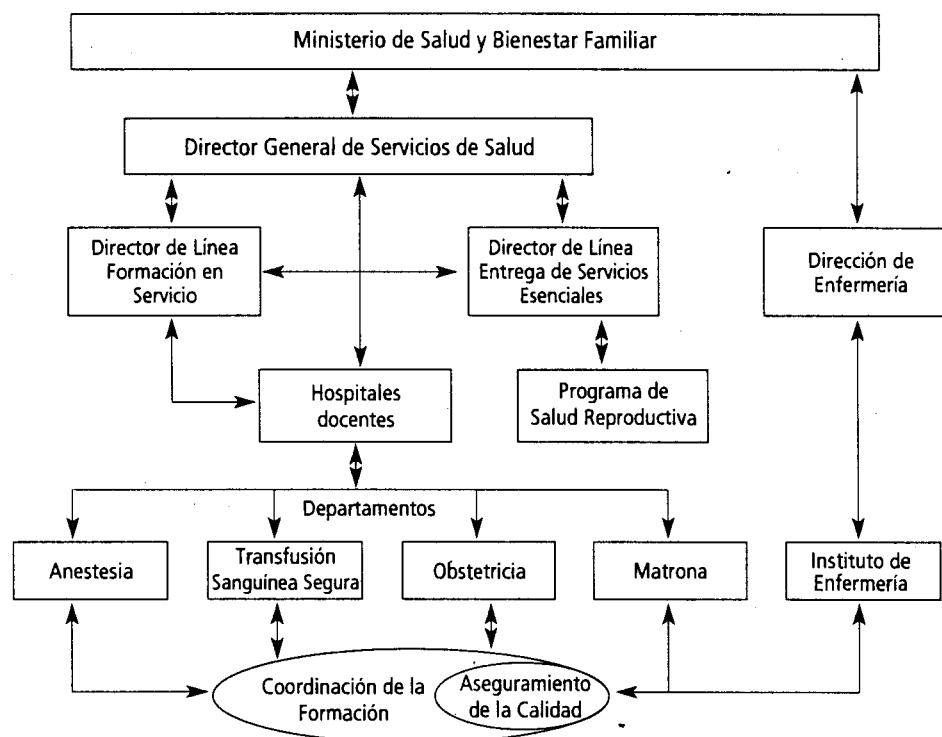 Ministerio de Salud y Bienestar Familiar
Director General de Servicios de Salud
Director de Línea
Formación en
Servicio
Director de Línea
Entrega de Servicios
Esenciales
Dirección de
Enfermería
Hospitales
docentes
Programa de
Salud Reproductiva
Departamentos
Anestesia
Transfusión
Sanguínea Segura
Obstetricia
Matrona
Instituto de
Enfermería
Coordinación de la
Formación
Aseguramiento
de la Calidad